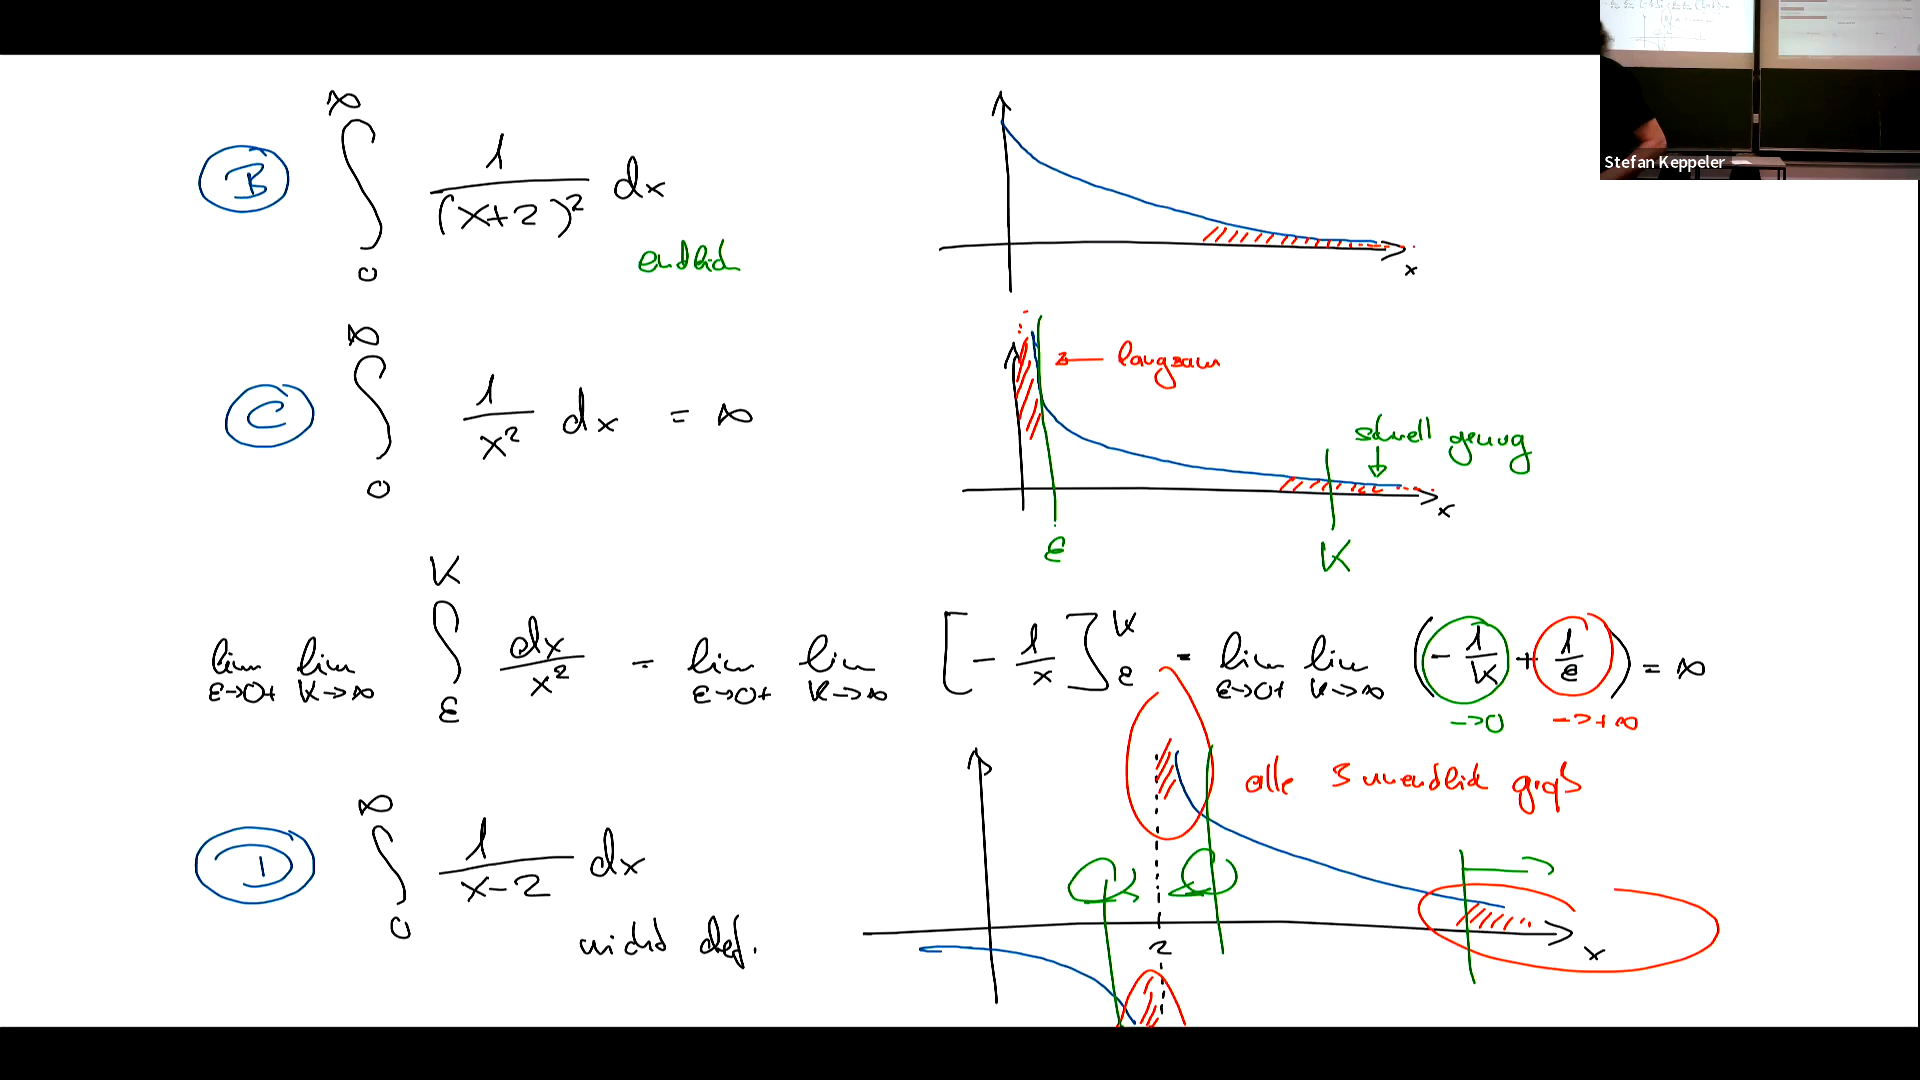 B ∫₀^∞ 1/(x+2)² dx
endlich
x
C ∫₀^∞ 1/x² dx = ∞
langsam
schnell genug
x
ε K
lim ε→0+ lim K→∞ ∫_ε^K dx/x² = lim ε→0+ lim K→∞ [-1/x]_ε^K = lim ε→0+ lim K→∞ (-1/K + 1/ε) = ∞
→0 →+∞
alle 3 unendlich groß
D ∫₀^∞ 1/(x-2) dx
nicht def.
2
x
Stefan Keppeler